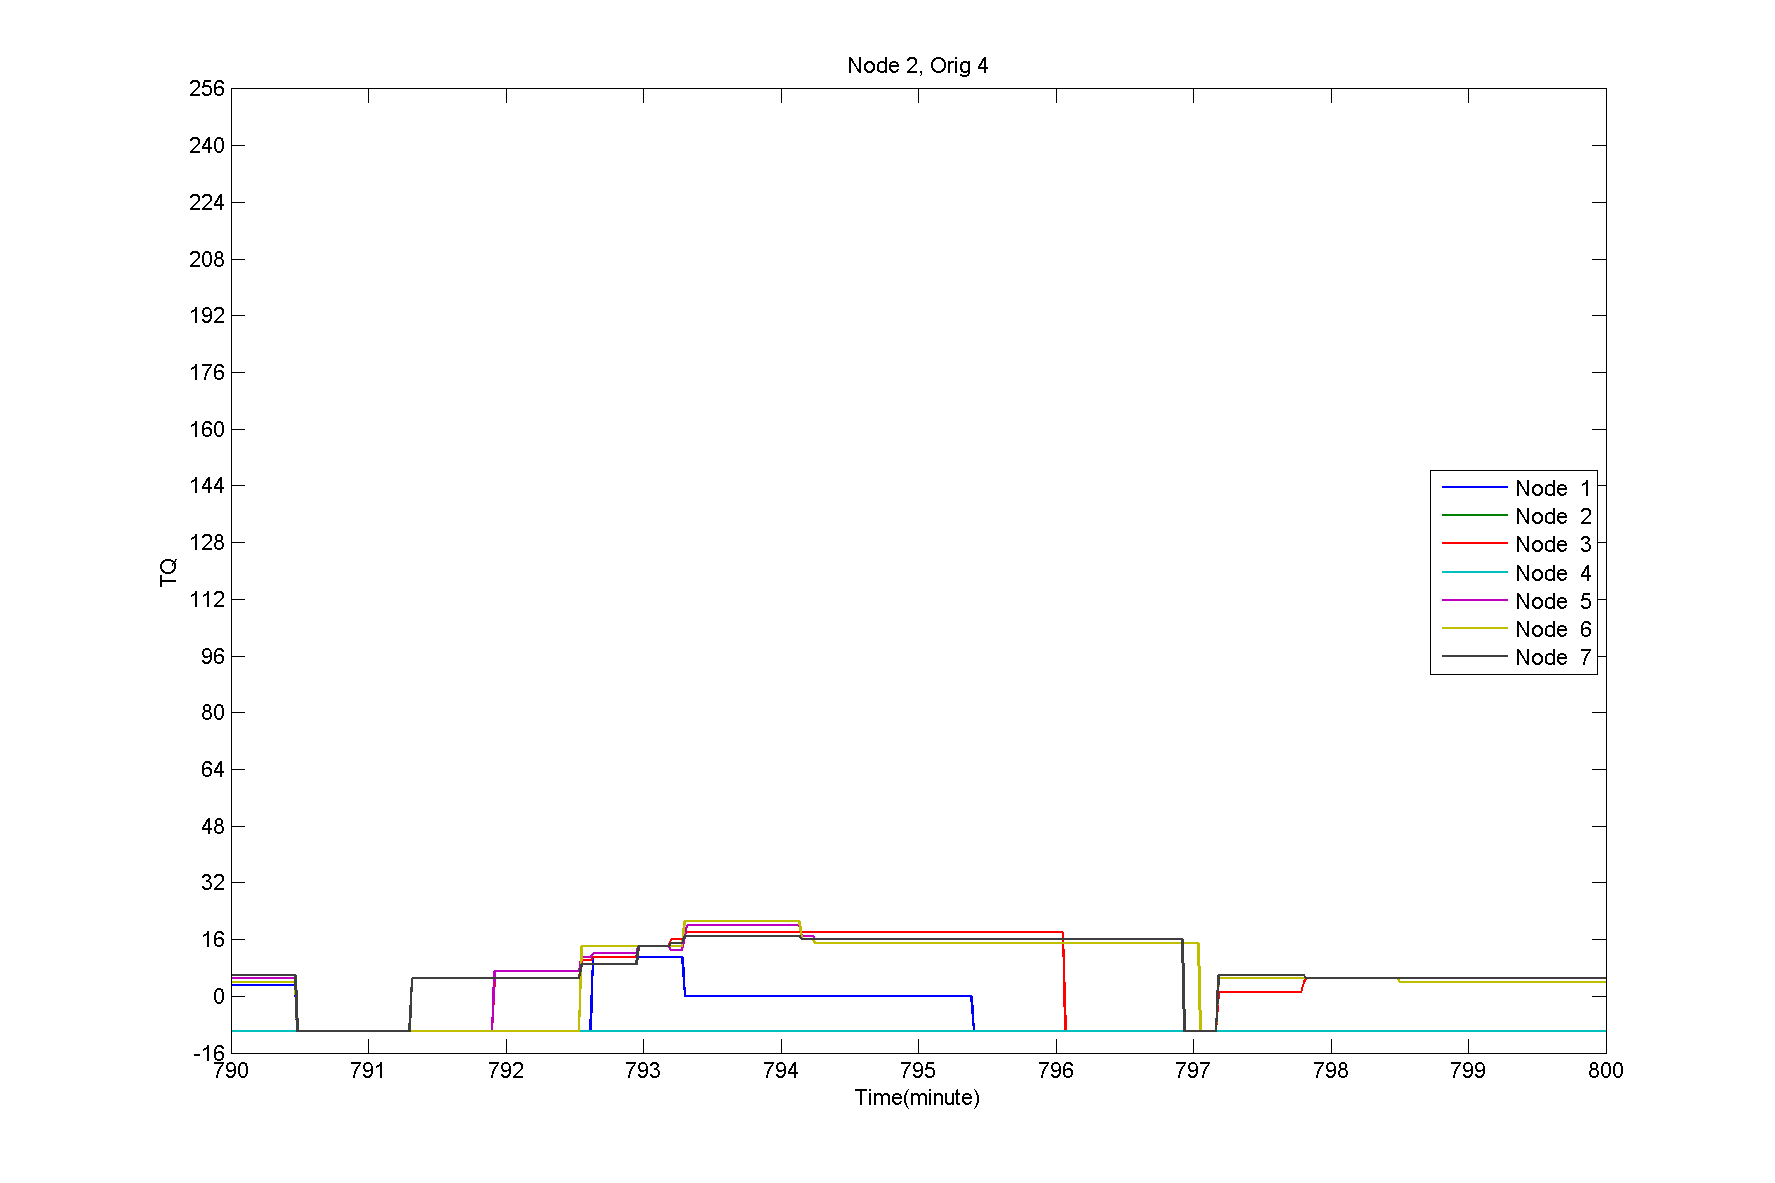 Node 2, Orig 4
256
240
224
208
192
176
160
144
128
112
96
80
64
48
32
16
0
-16
TQ
Node 1
Node 2
Node 3
Node 4
Node 5
Node 6
Node 7
790 791 792 793 794 795 796 797 798 799 800
Time(minute)